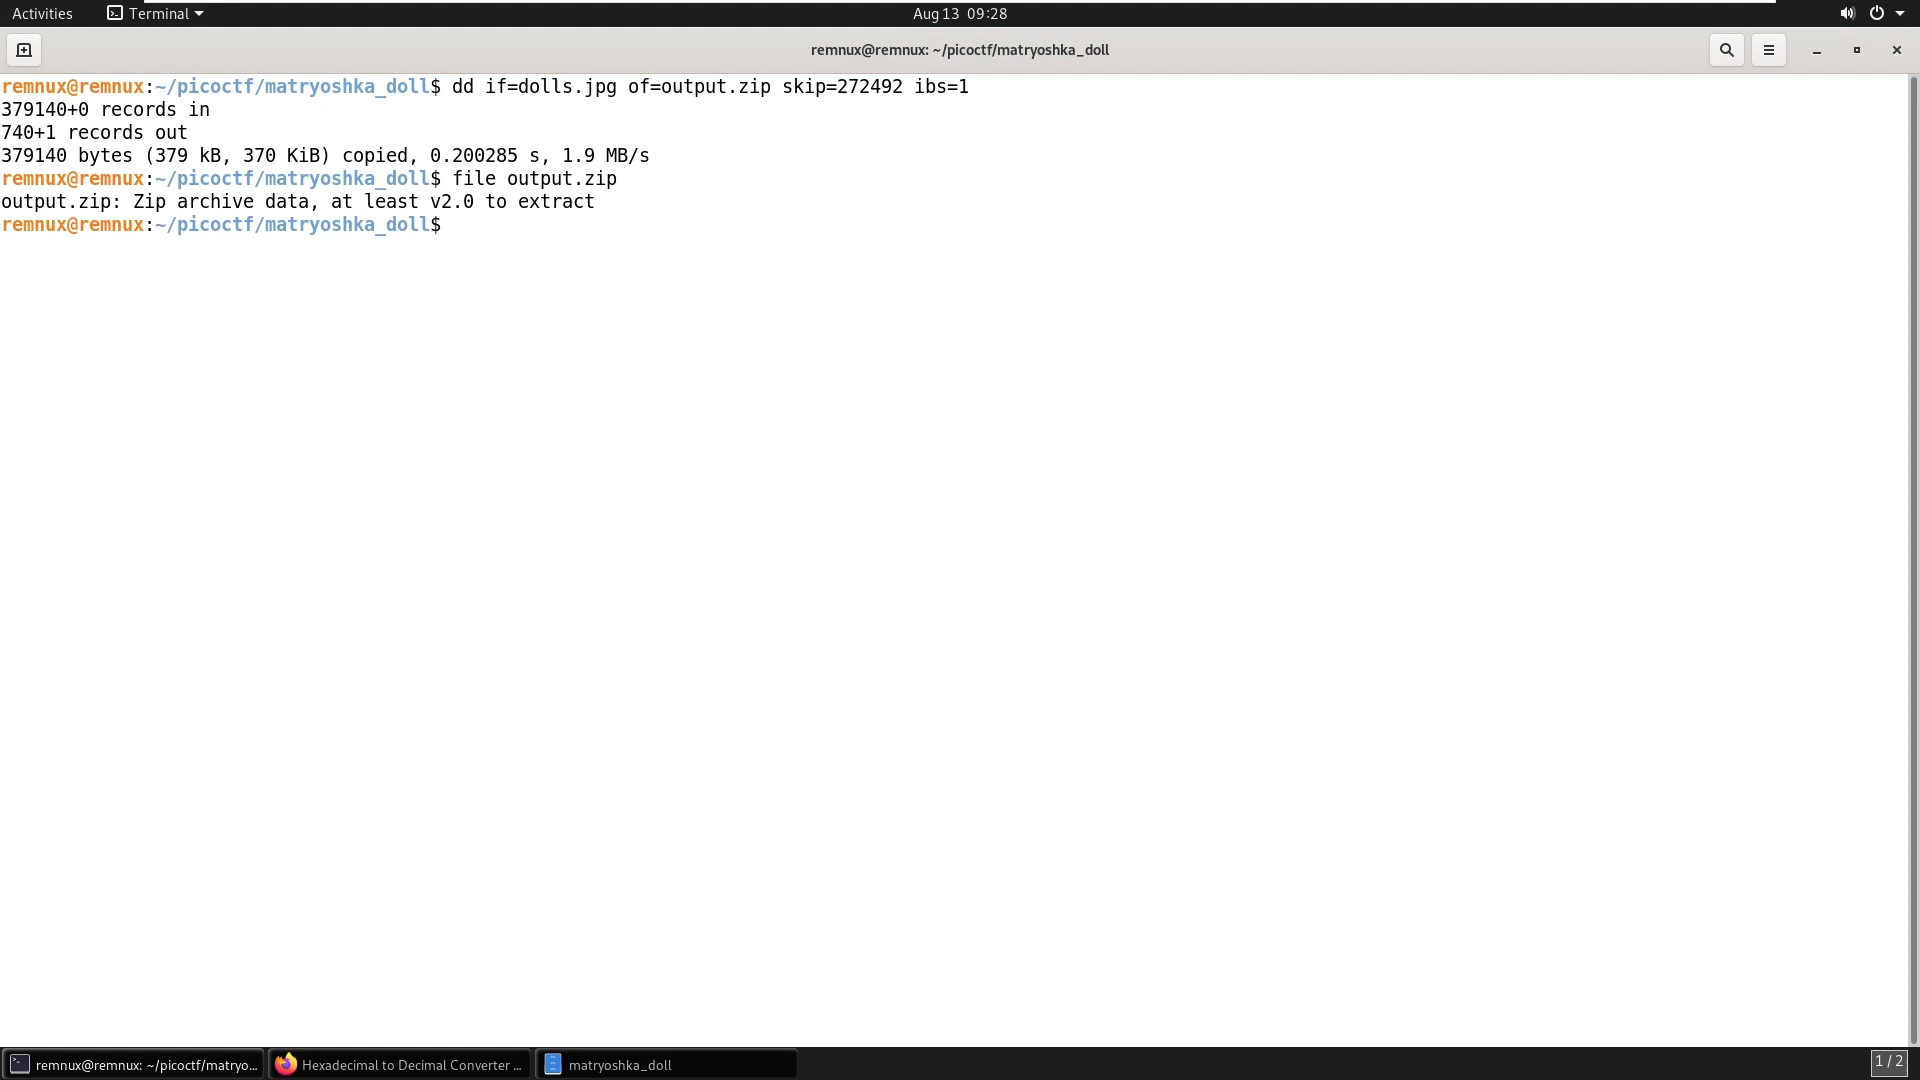 Activities
Terminal
Aug 13 09:28
remnux@remnux: ~/picoctf/matryoshka_doll
remnux@remnux:~/picoctf/matryoshka_doll$ dd if=dolls.jpg of=output.zip skip=272492 ibs=1
379140+0 records in
740+1 records out
379140 bytes (379 kB, 370 KiB) copied, 0.200285 s, 1.9 MB/s
remnux@remnux:~/picoctf/matryoshka_doll$ file output.zip
output.zip: Zip archive data, at least v2.0 to extract
remnux@remnux:~/picoctf/matryoshka_doll$
remnux@remnux: ~/picoctf/matryo...
Hexadecimal to Decimal Converter ...
matryoshka_doll
1 / 2